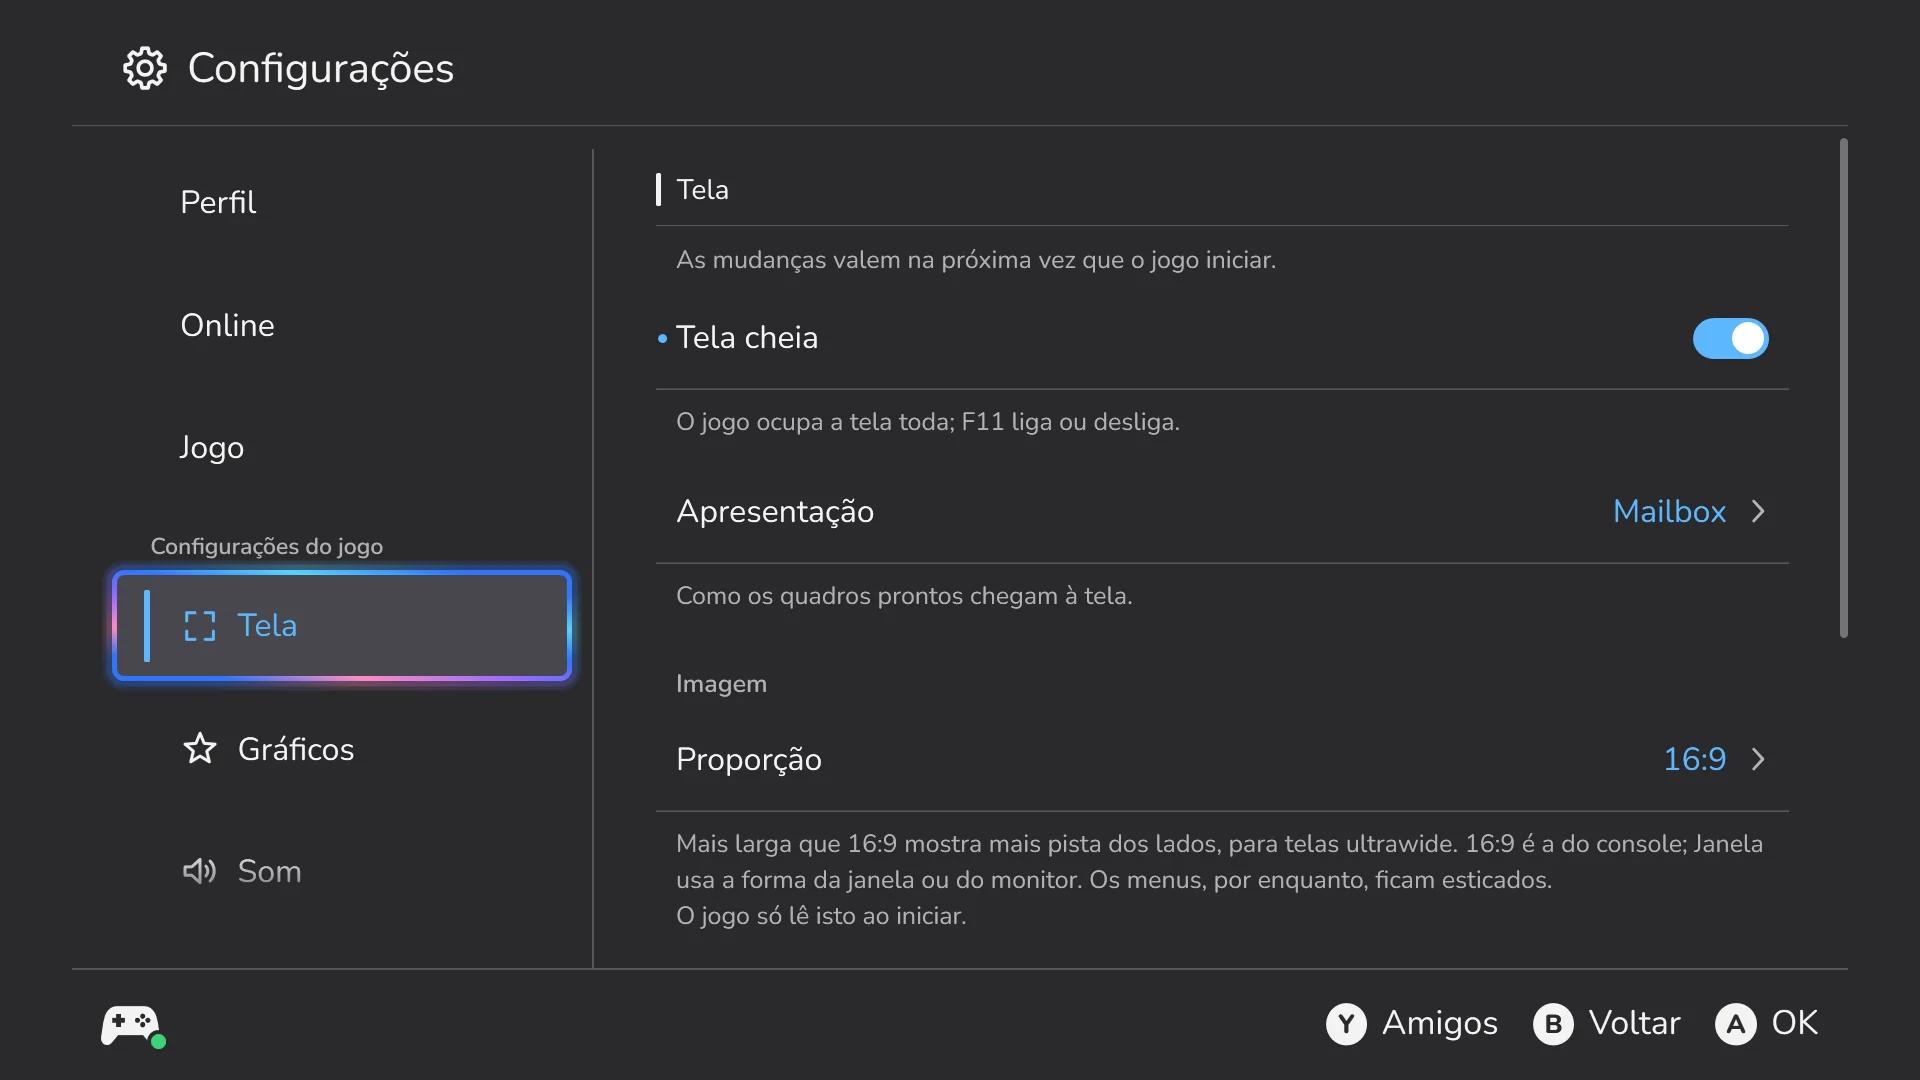 Configurações
Perfil
Online
Jogo
Configurações do jogo
Tela
Gráficos
Som
Tela
As mudanças valem na próxima vez que o jogo iniciar.
Tela cheia
O jogo ocupa a tela toda; F11 liga ou desliga.
Apresentação Mailbox
Como os quadros prontos chegam à tela.
Imagem
Proporção 16:9
Mais larga que 16:9 mostra mais pista dos lados, para telas ultrawide. 16:9 é a do console; Janela
usa a forma da janela ou do monitor. Os menus, por enquanto, ficam esticados.
O jogo só lê isto ao iniciar.
Y Amigos B Voltar A OK